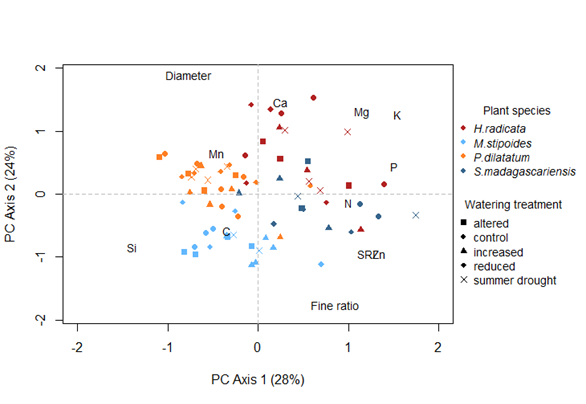 Diameter
Ca
Mg
K
Mn
P
N
C
Si
SRL
Zn
Fine ratio
2
1
0
-1
-2
PC Axis 2 (24%)
-2
-1
0
1
2
PC Axis 1 (28%)
Plant species
H.radicata
M.stipoides
P.dilatatum
S.madagascariensis
Watering treatment
altered
control
increased
reduced
summer drought